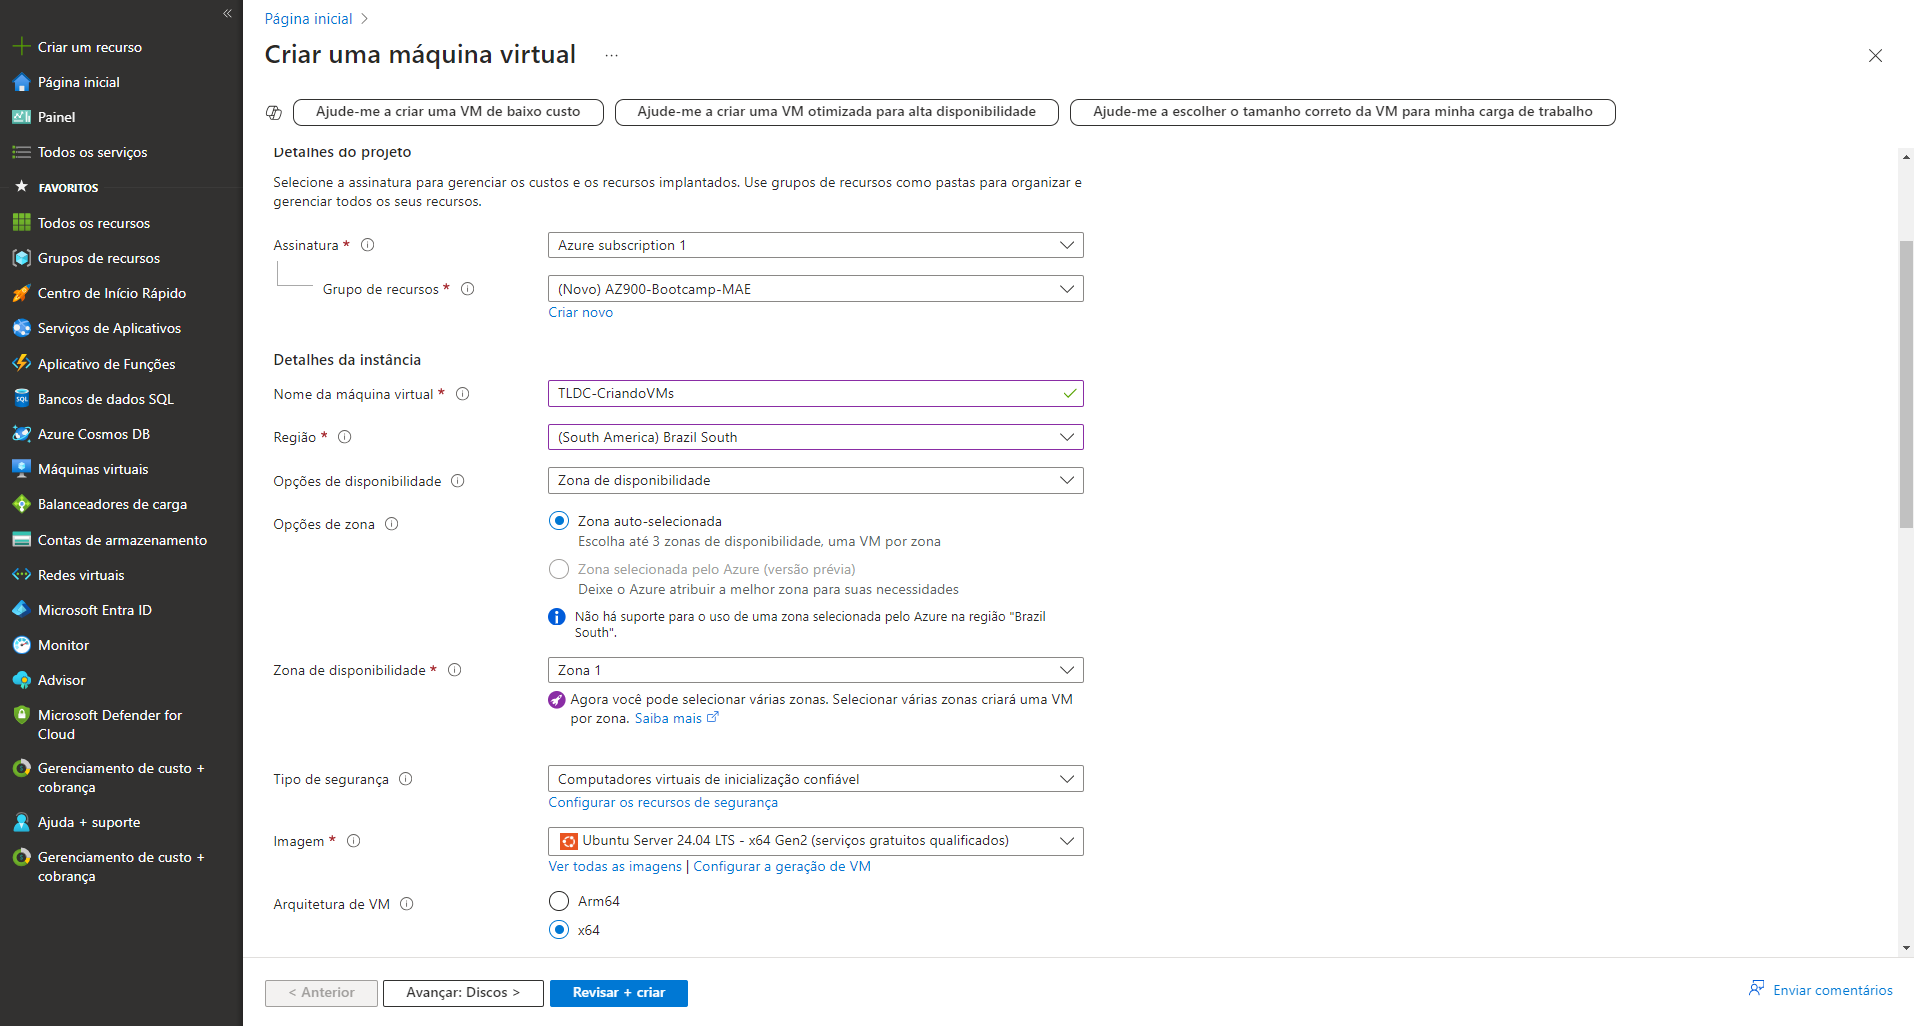 «
Criar um recurso
Página inicial
Painel
Todos os serviços
FAVORITOS
Todos os recursos
Grupos de recursos
Centro de Início Rápido
Serviços de Aplicativos
Aplicativo de Funções
Bancos de dados SQL
Azure Cosmos DB
Máquinas virtuais
Balanceadores de carga
Contas de armazenamento
Redes virtuais
Microsoft Entra ID
Monitor
Advisor
Microsoft Defender for
Cloud
Gerenciamento de custo +
cobrança
Ajuda + suporte
Gerenciamento de custo +
cobrança
Página inicial >
Criar uma máquina virtual ...
Ajude-me a criar uma VM de baixo custo
Ajude-me a criar uma VM otimizada para alta disponibilidade
Ajude-me a escolher o tamanho correto da VM para minha carga de trabalho
Detalhes do projeto
Selecione a assinatura para gerenciar os custos e os recursos implantados. Use grupos de recursos como pastas para organizar e
gerenciar todos os seus recursos.
Assinatura *
Azure subscription 1
Grupo de recursos *
(Novo) AZ900-Bootcamp-MAE
Criar novo
Detalhes da instância
Nome da máquina virtual *
TLDC-CriandoVMs
Região *
(South America) Brazil South
Opções de disponibilidade
Zona de disponibilidade
Opções de zona
Zona auto-selecionada
Escolha até 3 zonas de disponibilidade, uma VM por zona
Zona selecionada pelo Azure (versão prévia)
Deixe o Azure atribuir a melhor zona para suas necessidades
Não há suporte para o uso de uma zona selecionada pelo Azure na região "Brazil
South".
Zona de disponibilidade *
Zona 1
Agora você pode selecionar várias zonas. Selecionar várias zonas criará uma VM
por zona. Saiba mais
Tipo de segurança
Computadores virtuais de inicialização confiável
Configurar os recursos de segurança
Imagem *
Ubuntu Server 24.04 LTS - x64 Gen2 (serviços gratuitos qualificados)
Ver todas as imagens | Configurar a geração de VM
Arquitetura de VM
Arm64
x64
< Anterior
Avançar: Discos >
Revisar + criar
Enviar comentários